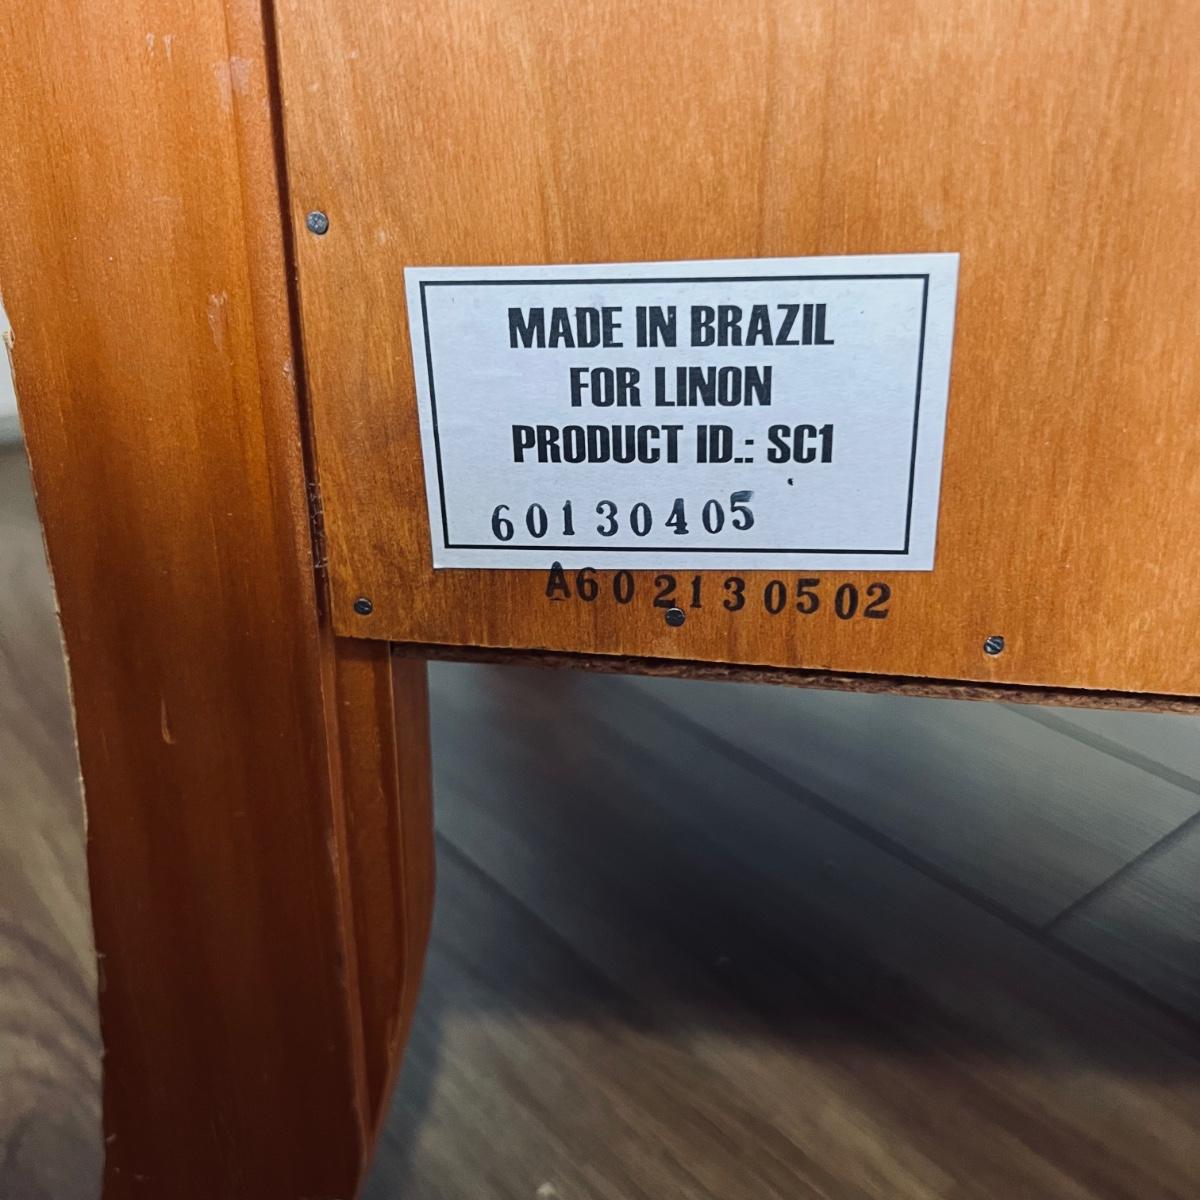 MADE IN BRAZIL
FOR LINON
PRODUCT ID.: SC1
60130405
A602130502